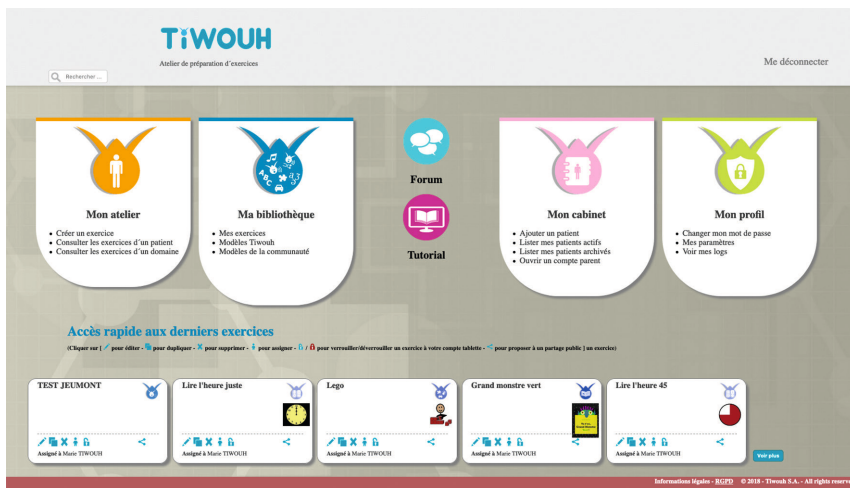 TiWOUH
Atelier de préparation d'exercices
Rechercher ...
Me déconnecter
Mon atelier
• Créer un exercice
• Consulter les exercices d'un patient
• Consulter les exercices d'un domaine
ABC
Ma bibliothèque
• Mes exercices
• Modèles Tiwouh
• Modèles de la communauté
Forum
Tutorial
Mon cabinet
• Ajouter un patient
• Lister mes patients actifs
• Lister mes patients archivés
• Ouvrir un compte parent
Mon profil
• Changer mon mot de passe
• Mes paramètres
• Voir mes logs
Accès rapide aux derniers exercices
(Cliquer sur [ pour éditer - pour dupliquer - pour supprimer - pour assigner - / pour verrouiller/déverrouiller un exercice à votre compte tablette - pour proposer à un partage public ] un exercice)
TEST JEUMONT
Assigné à Marie TIWOUH
Lire l'heure juste
Assigné à Marie TIWOUH
Lego
Assigné à Marie TIWOUH
Grand monstre vert
Assigné à Marie TIWOUH
Lire l'heure 45
Assigné à Marie TIWOUH
Voir plus
Informations légales - RGPD © 2018 - Tiwouh S.A. - All rights reserve